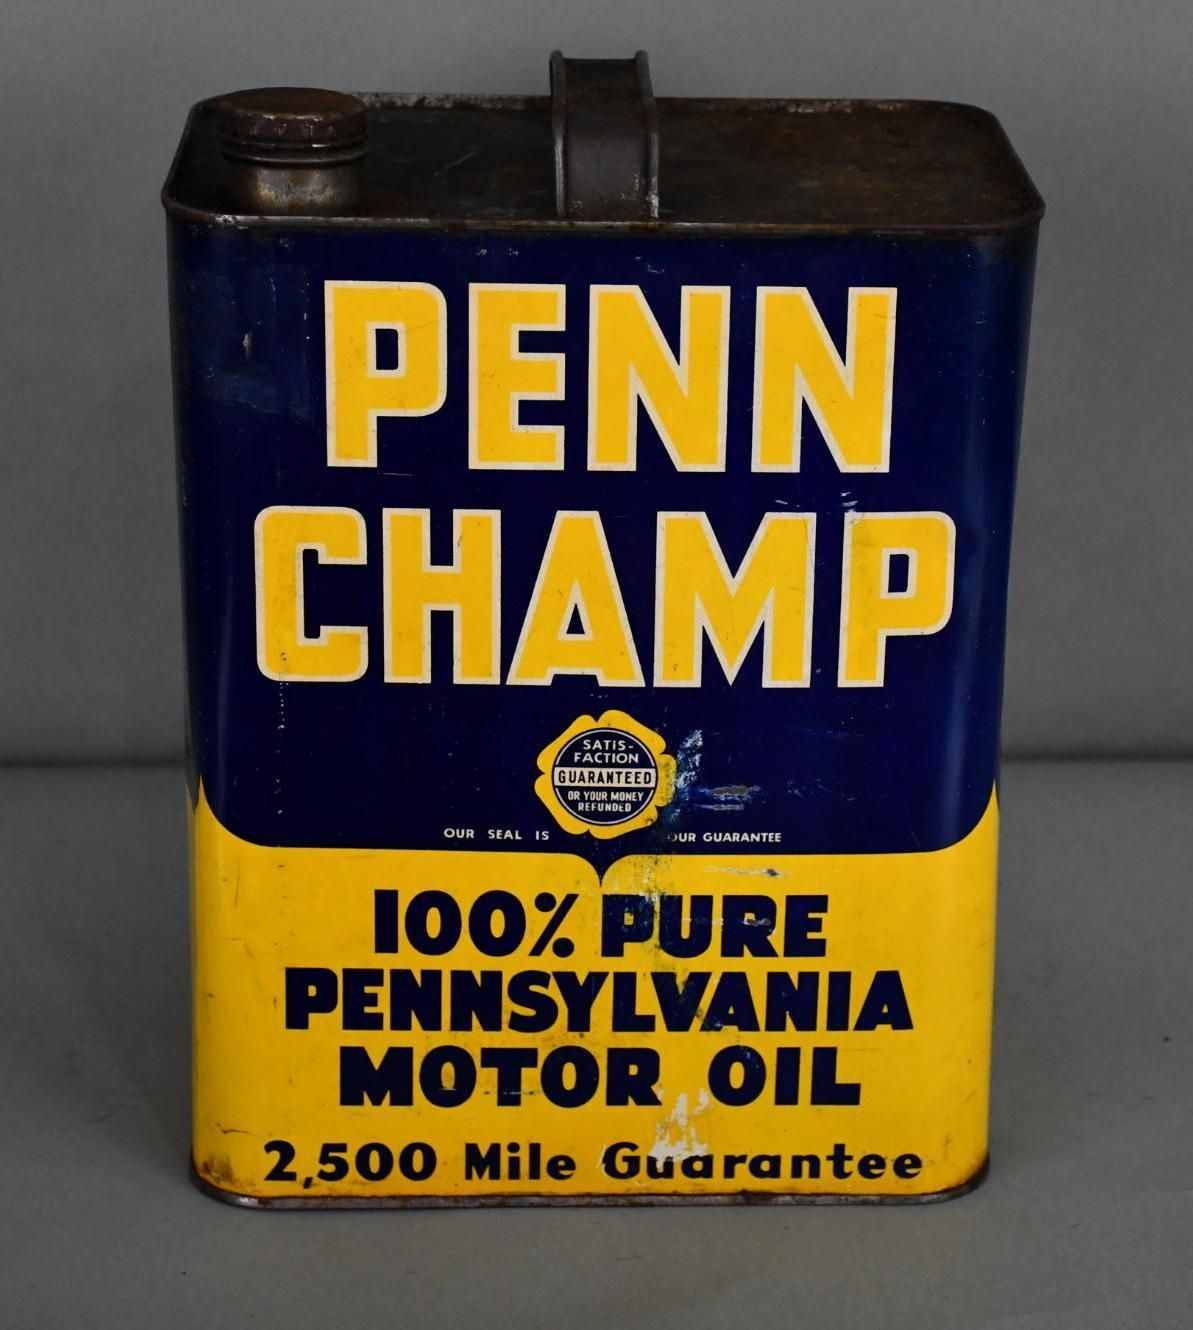 PENN
CHAMP
SATIS-
FACTION
GUARANTEED
OR YOUR MONEY
REFUNDED
OUR SEAL IS OUR GUARANTEE
100% PURE
PENNSYLVANIA
MOTOR OIL
2,500 Mile Guarantee